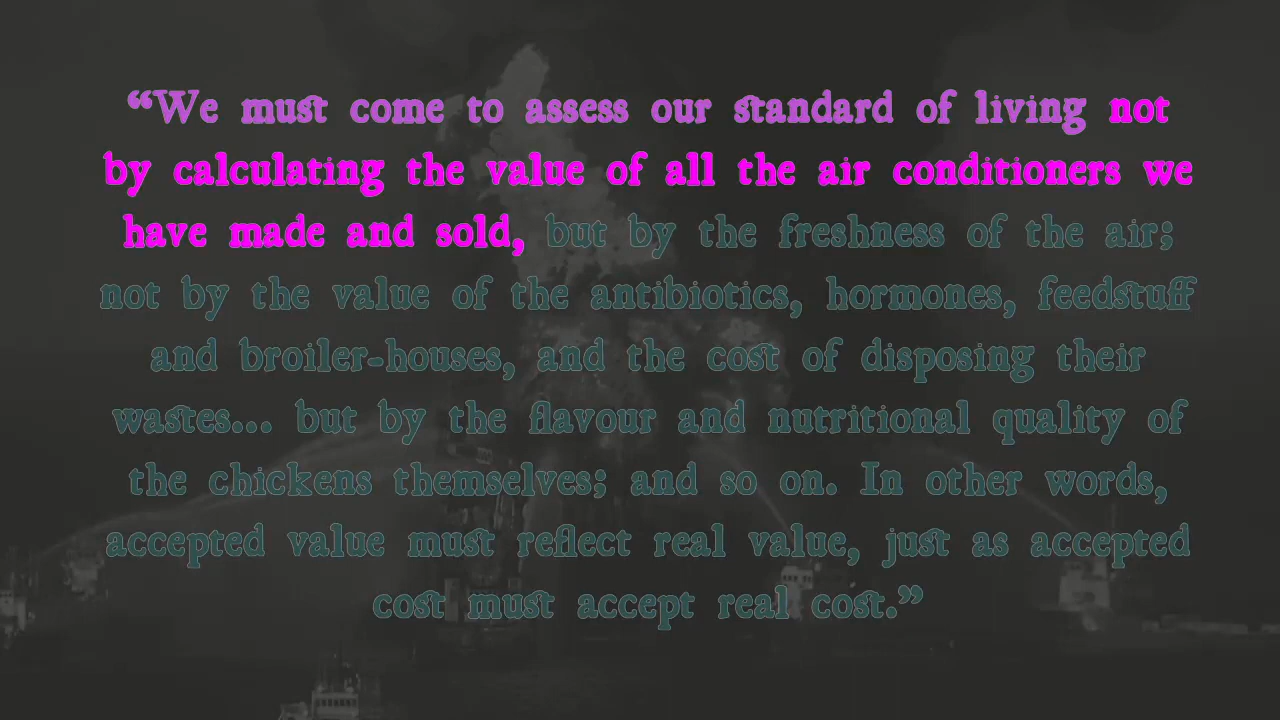 “We must come to assess our standard of living not
by calculating the value of all the air conditioners we
have made and sold, but by the freshness of the air;
not by the value of the antibiotics, hormones, feedstuff
and broiler-houses, and the cost of disposing their
wastes... but by the flavour and nutritional quality of
the chickens themselves; and so on. In other words,
accepted value must reflect real value, just as accepted
cost must accept real cost.”